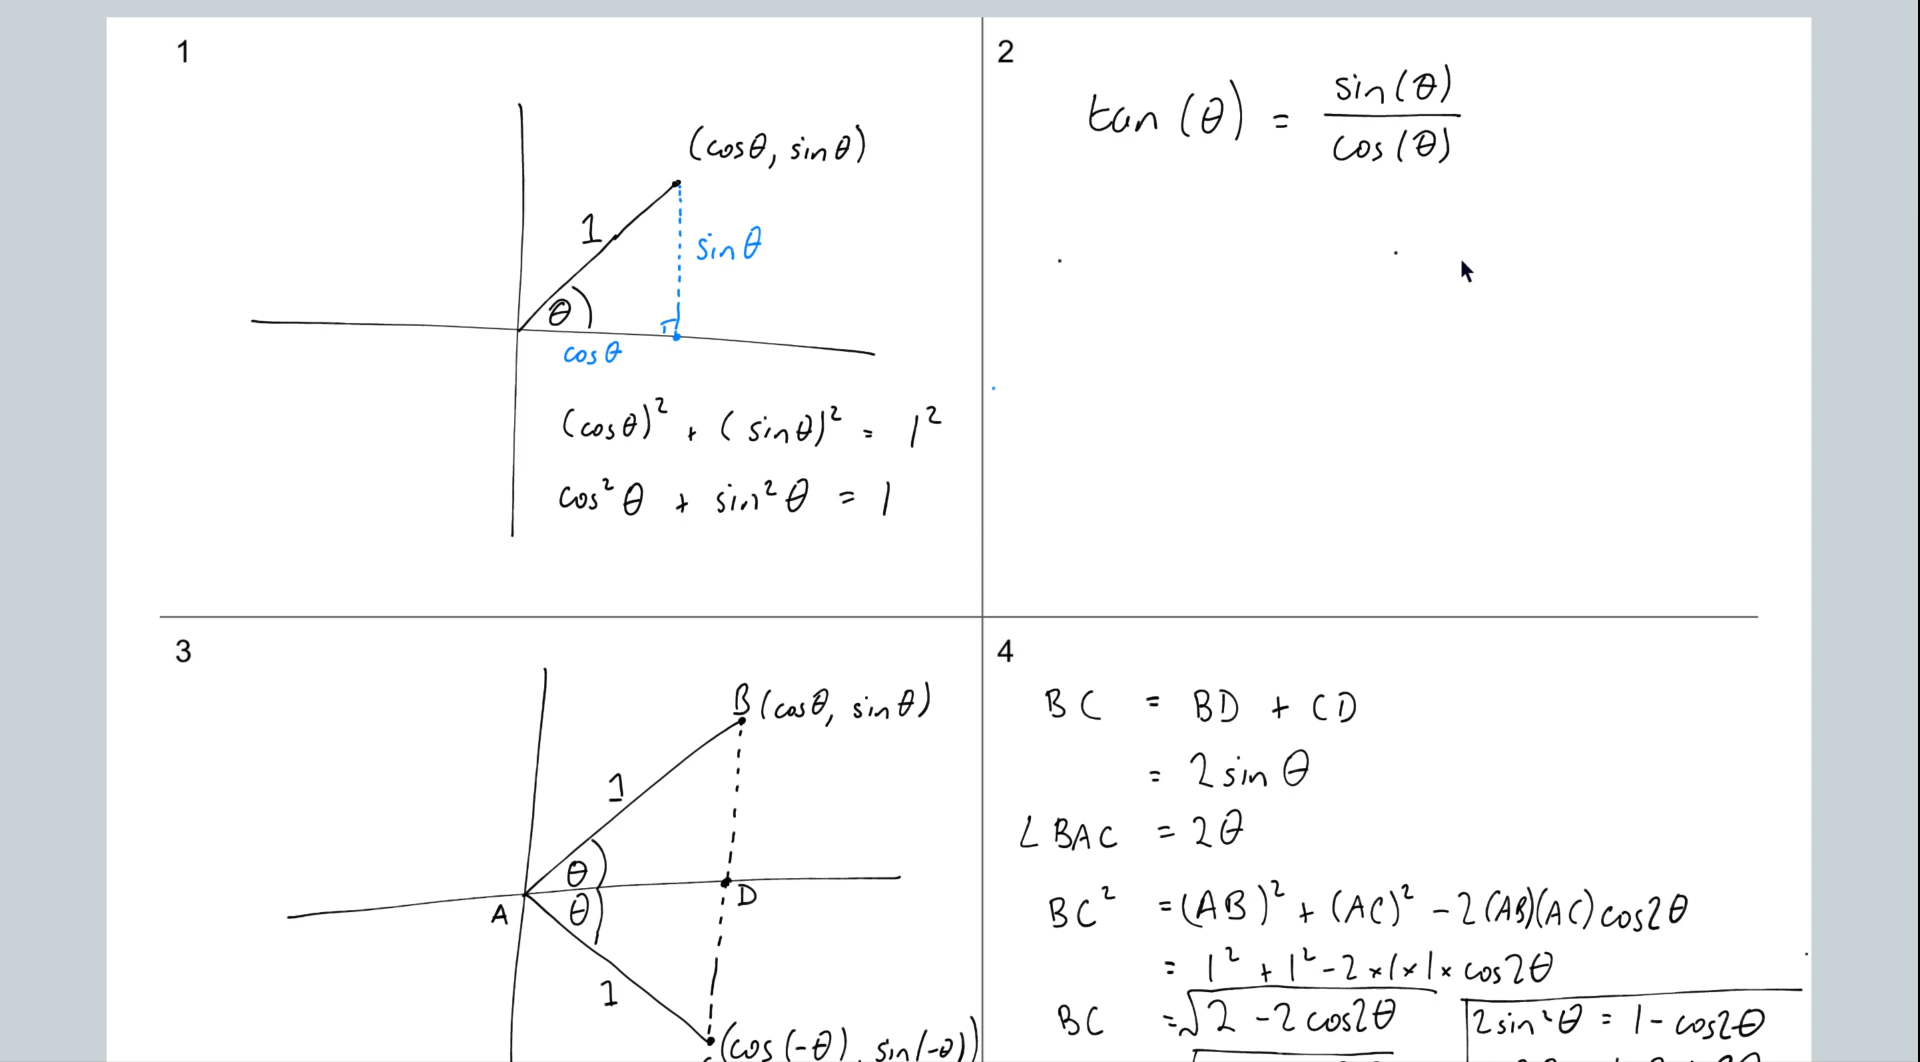 1
(cosθ, sinθ)
1
sinθ
θ
cosθ
(cosθ)² + (sinθ)² = 1²
cos²θ + sin²θ = 1
2
tan(θ) = sin(θ) / cos(θ)
3
B(cosθ, sinθ)
1
θ
D
A
θ
1
(cos(-θ), sin(-θ))
4
BC = BD + CD
= 2sinθ
∠BAC = 2θ
BC² = (AB)² + (AC)² - 2(AB)(AC)cos2θ
= 1² + 1² - 2×1×1×cos2θ
BC = √2 - 2cos2θ
2sin²θ = 1 - cos2θ